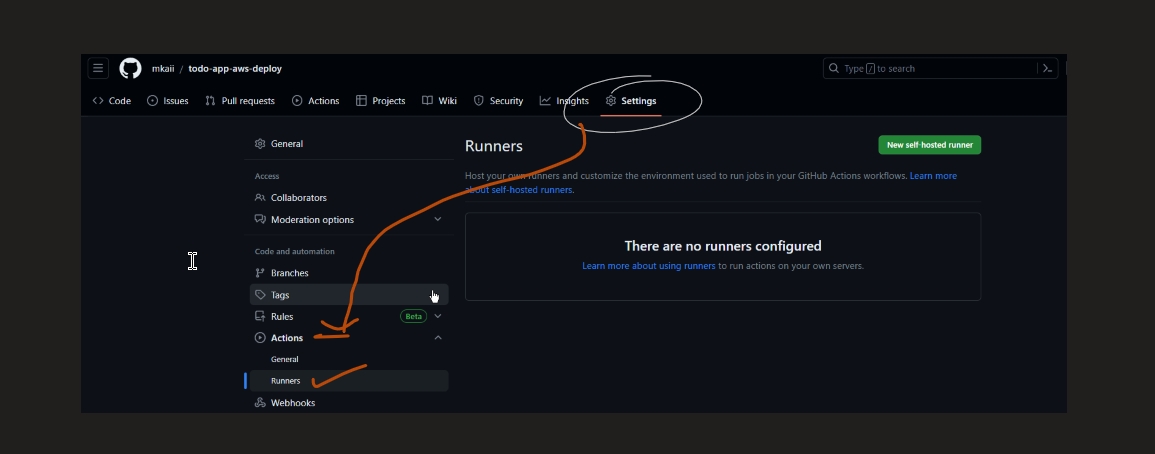 mkaii / todo-app-aws-deploy
Type / to search
Code Issues Pull requests Actions Projects Wiki Security Insights Settings
General
Access
Collaborators
Moderation options
Code and automation
Branches
Tags
Rules Beta
Actions
General
Runners
Webhooks
Runners
New self-hosted runner
Host your own runners and customize the environment used to run jobs in your GitHub Actions workflows. Learn more
about self-hosted runners.
There are no runners configured
Learn more about using runners to run actions on your own servers.